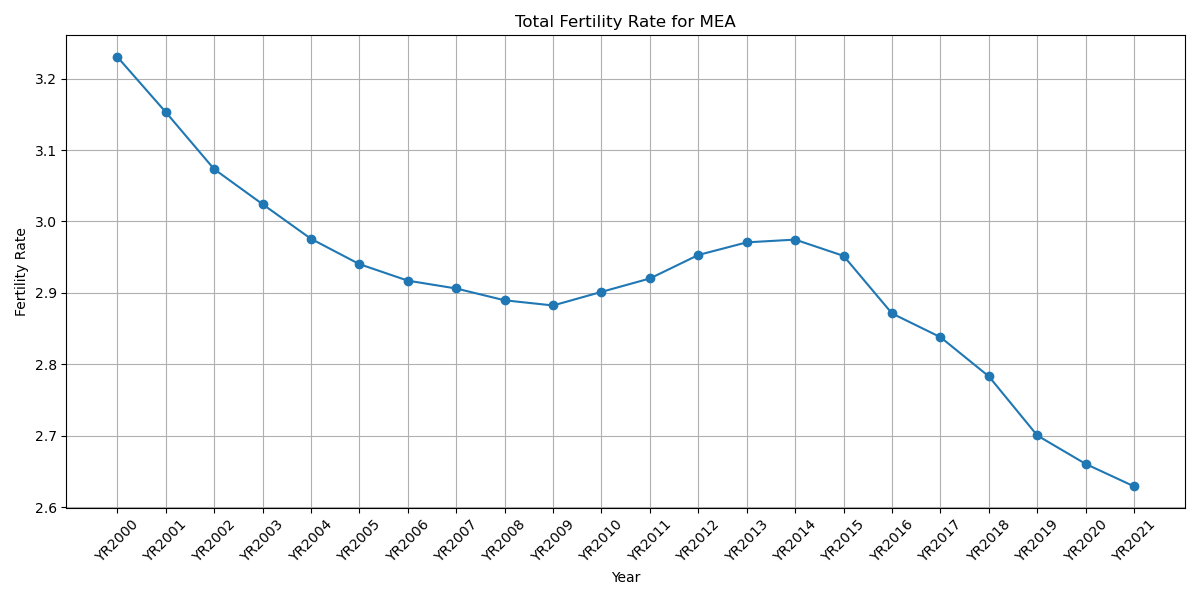 Total Fertility Rate for MEA
Fertility Rate
3.2
3.1
3.0
2.9
2.8
2.7
2.6
YR2000
YR2001
YR2002
YR2003
YR2004
YR2005
YR2006
YR2007
YR2008
YR2009
YR2010
YR2011
YR2012
YR2013
YR2014
YR2015
YR2016
YR2017
YR2018
YR2019
YR2020
YR2021
Year